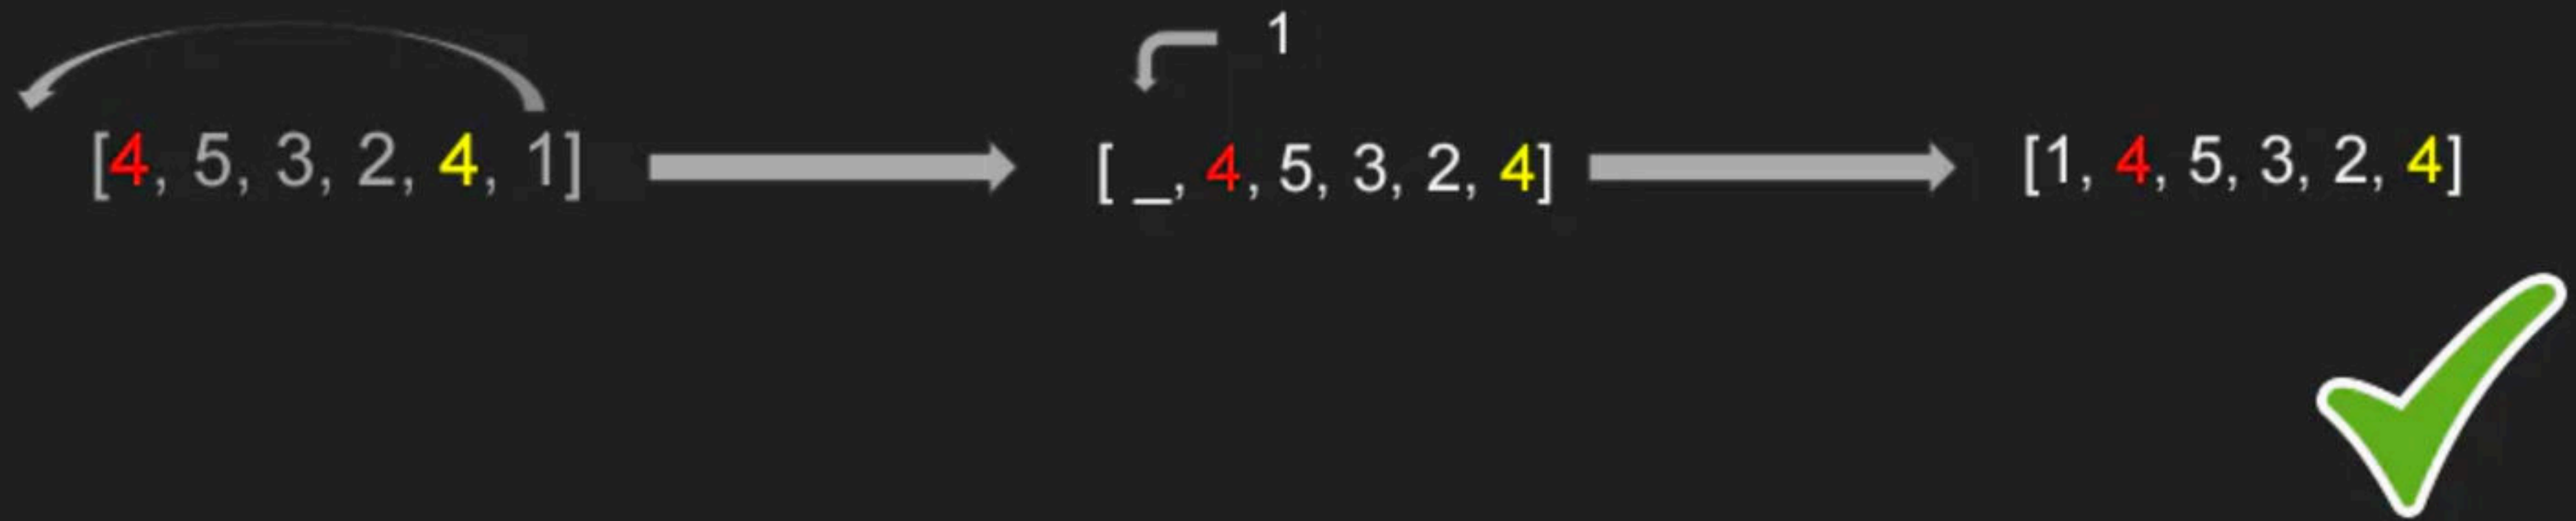 1
[4, 5, 3, 2, 4, 1]
[ _, 4, 5, 3, 2, 4]
[1, 4, 5, 3, 2, 4]